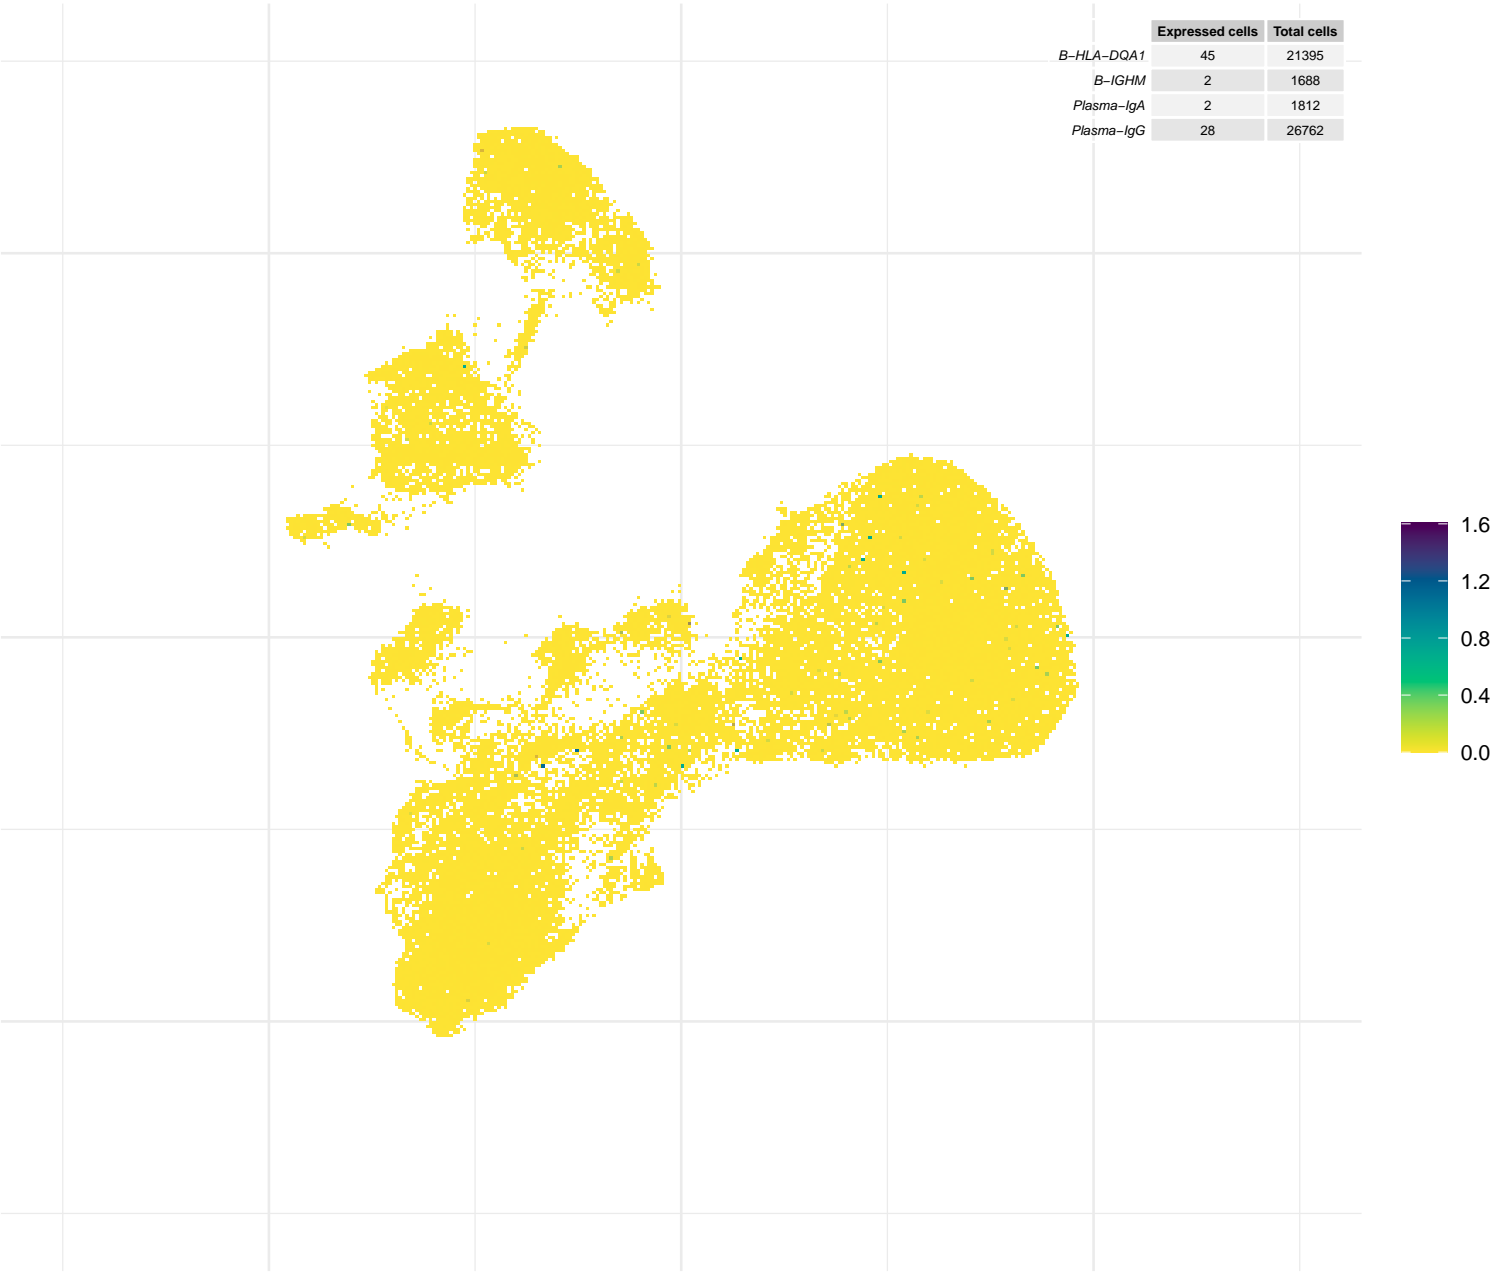 Expressed cells Total cells
B−HLA−DQA1 45 21395
B−IGHM 2 1688
Plasma−IgA 2 1812
Plasma−IgG 28 26762
1.6
1.2
0.8
0.4
0.0